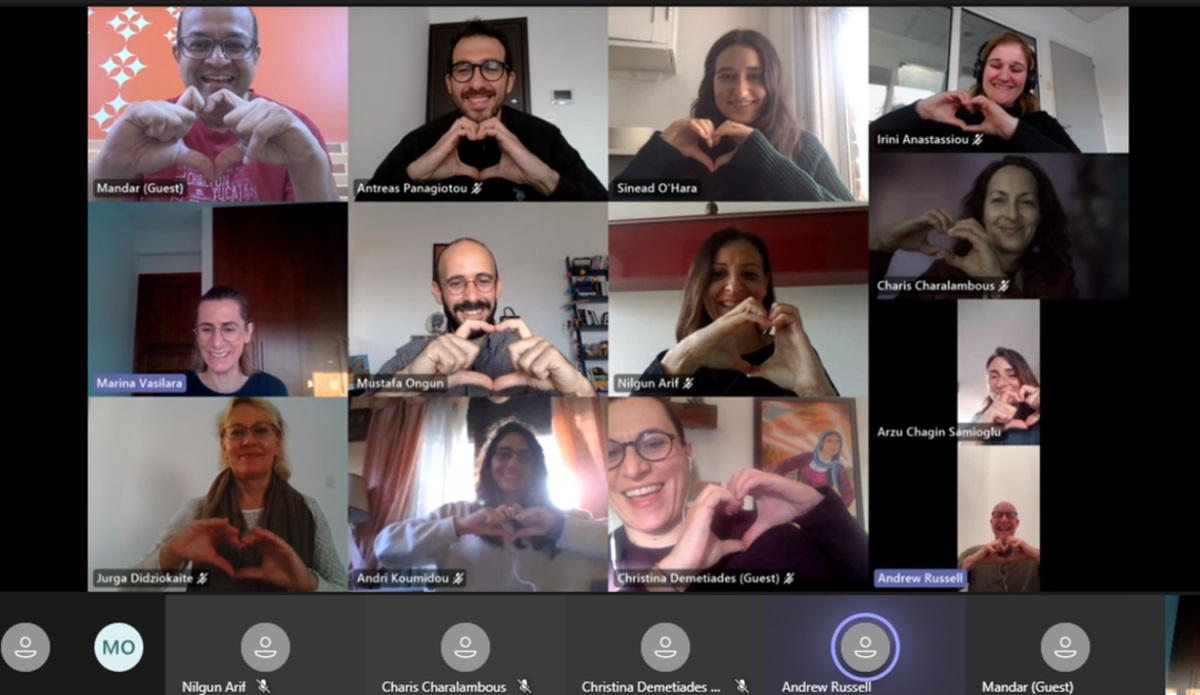 Mandar (Guest)
Antreas Panagiotou
Sinead O'Hara
Irini Anastassiou
Charis Charalambous
Marina Vasilara
Mustafa Ongun
Nilgun Arif
Arzu Chagin Samioglu
Jurga Didziokaite
Andri Koumidou
Christina Demetiades (Guest)
Andrew Russell
MO
Nilgun Arif
Charis Charalambous
Christina Demetiades ...
Andrew Russell
Mandar (Guest)